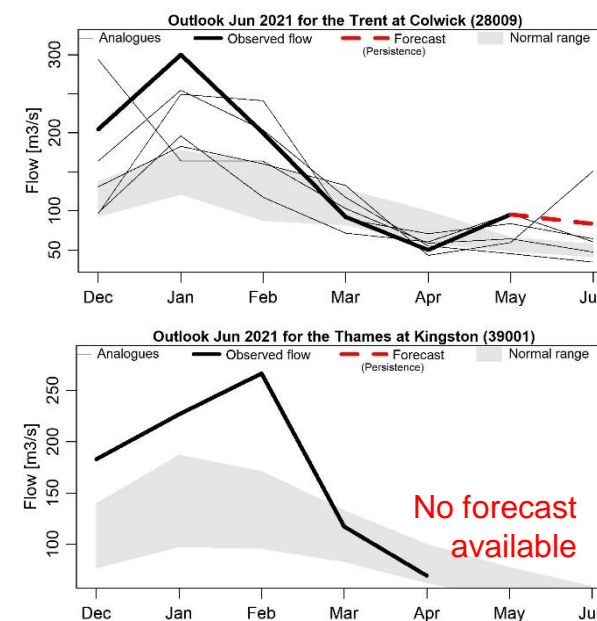 Outlook Jun 2021 for the Trent at Colwick (28009)
Analogues Observed flow Forecast Normal range
(Persistence)
Flow [m3/s]
300
200
100
50
Dec Jan Feb Mar Apr May Ju
Outlook Jun 2021 for the Thames at Kingston (39001)
Analogues Observed flow Forecast Normal range
(Persistence)
Flow [m3/s]
250
200
150
100
No forecast
available
Dec Jan Feb Mar Apr May Ju